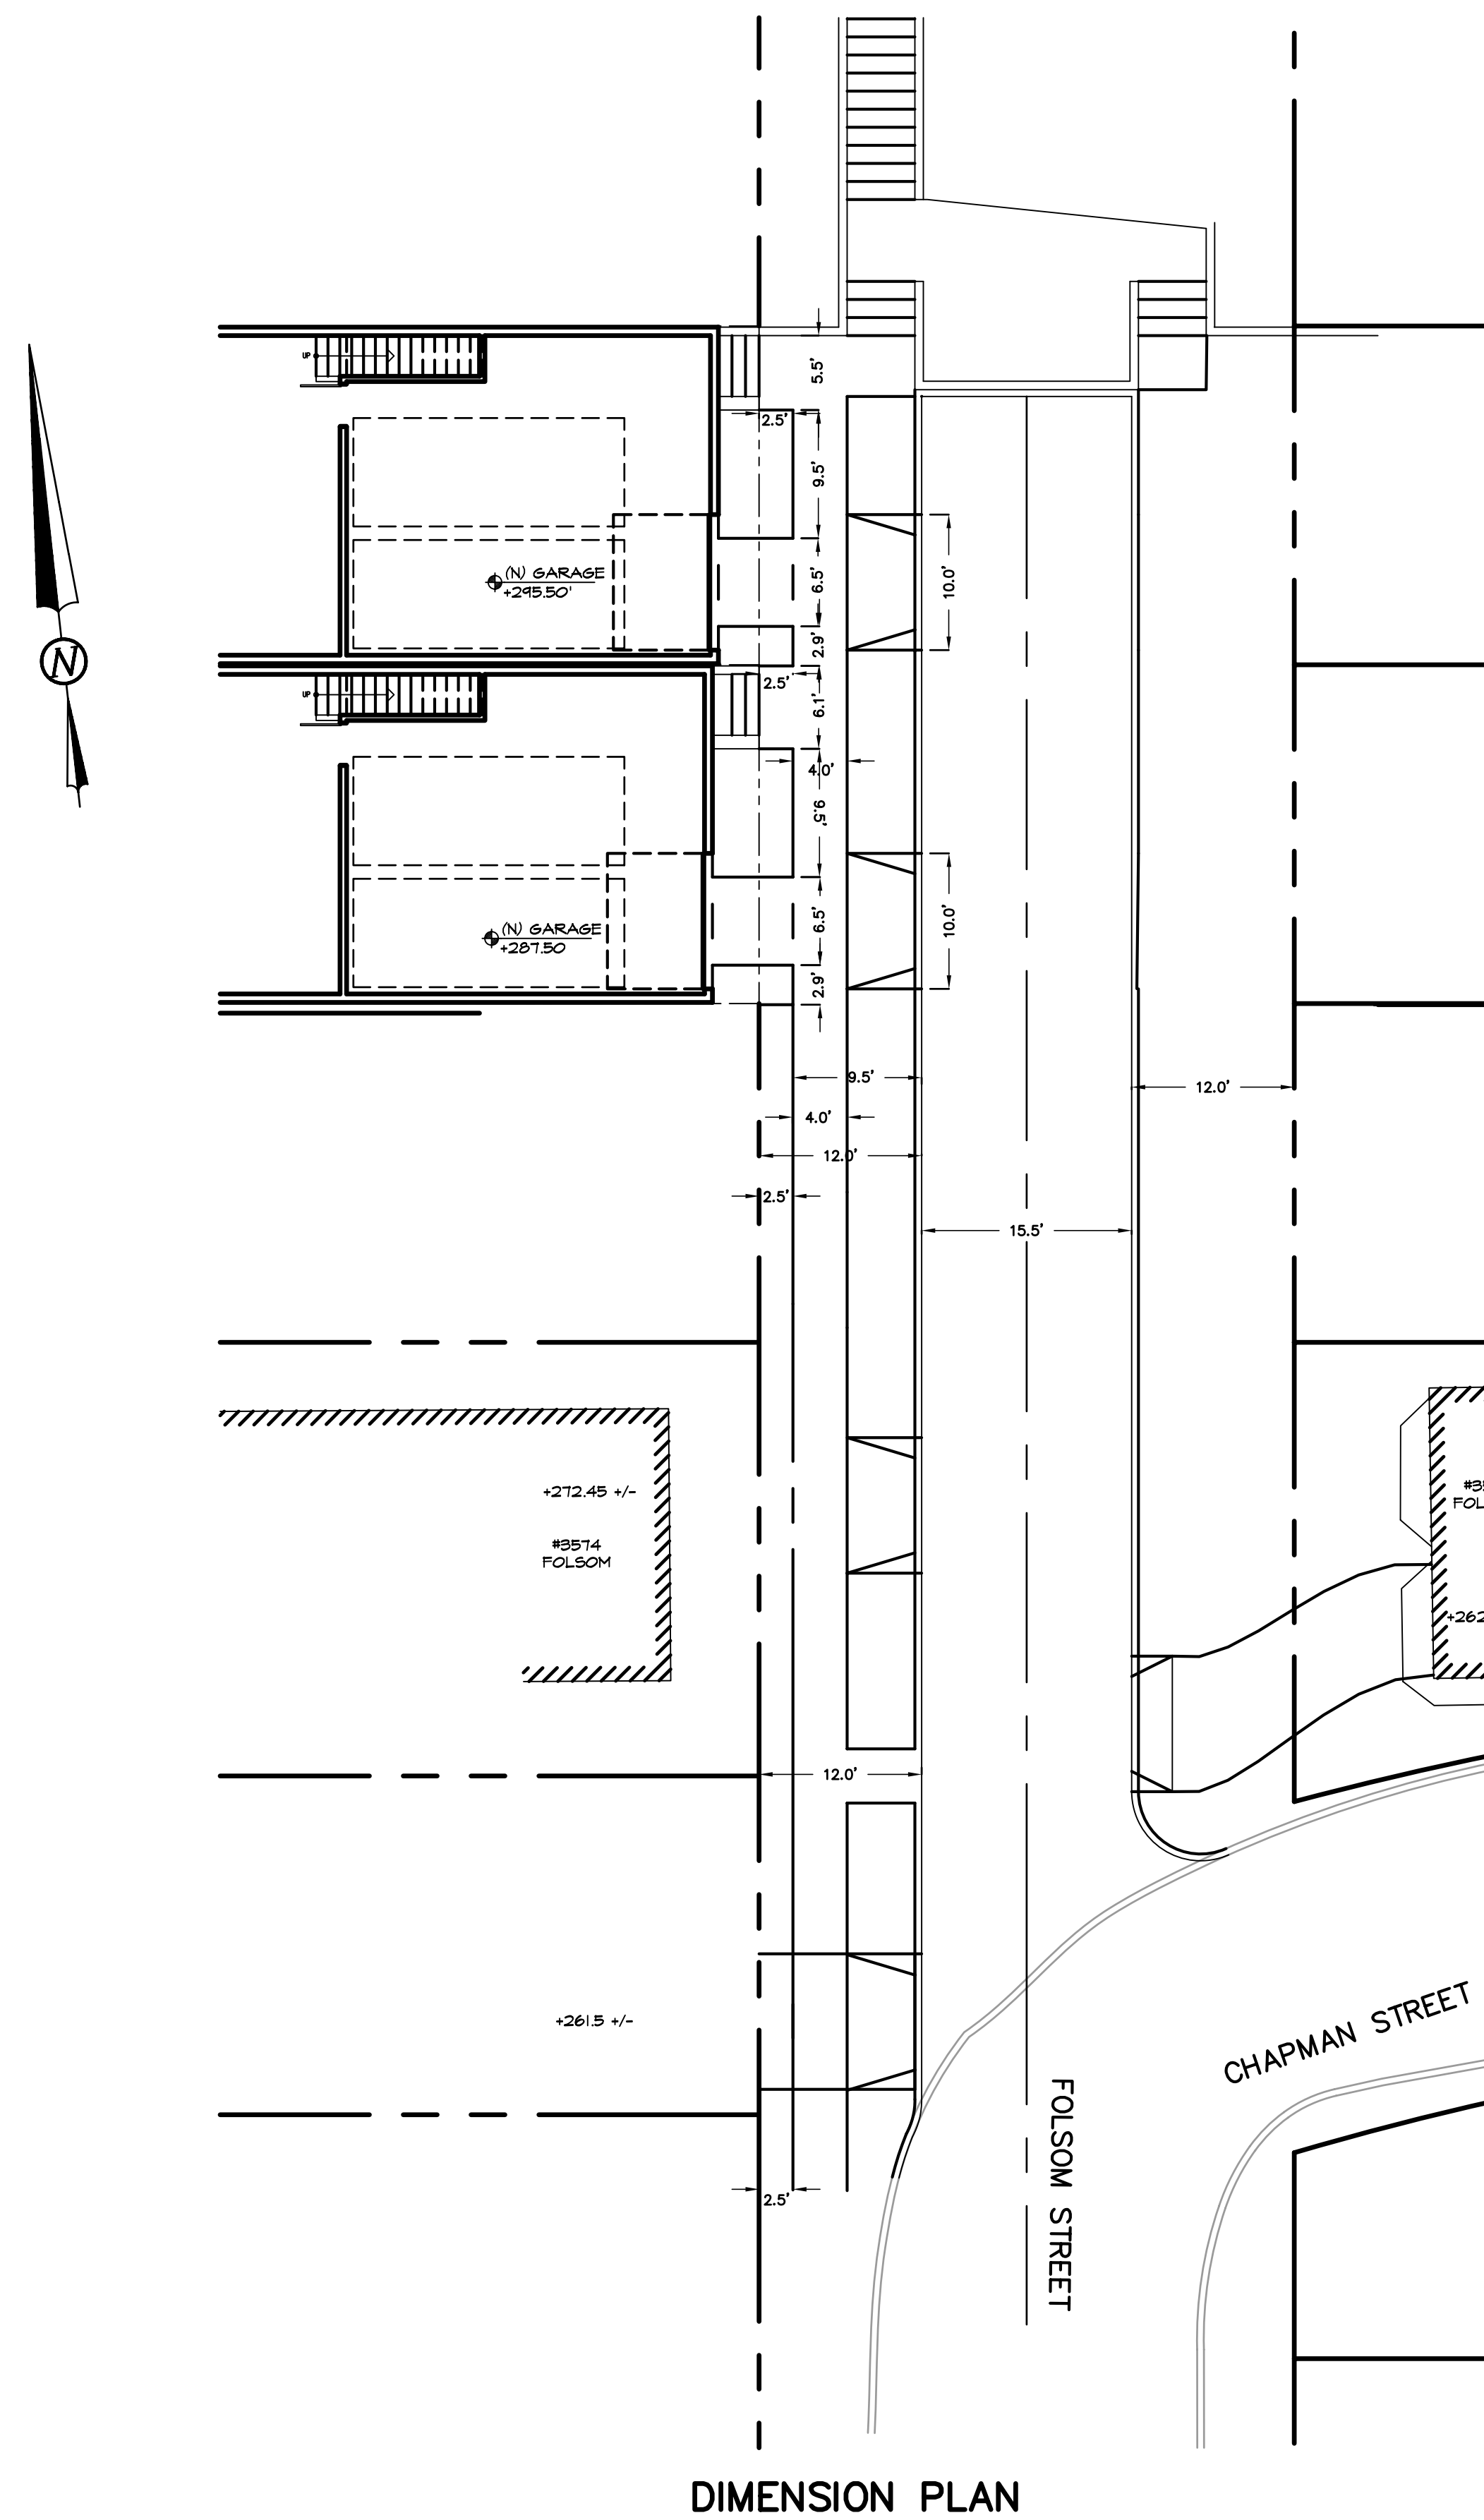 UP
5.5'
2.5'
9.5'
(N) GARAGE
+295.50'
6.5'
10.0'
N
2.9'
2.5'
UP
6.1'
4.0'
9.5'
(N) GARAGE
+287.50
6.5'
10.0'
2.9'
9.5'
12.0'
4.0'
12.0'
2.5'
15.5'
+272.45 +/-
#3574
FOLSOM
12.0'
+261.5 +/-
CHAPMAN STREET
FOLSOM STREET
2.5'
DIMENSION PLAN